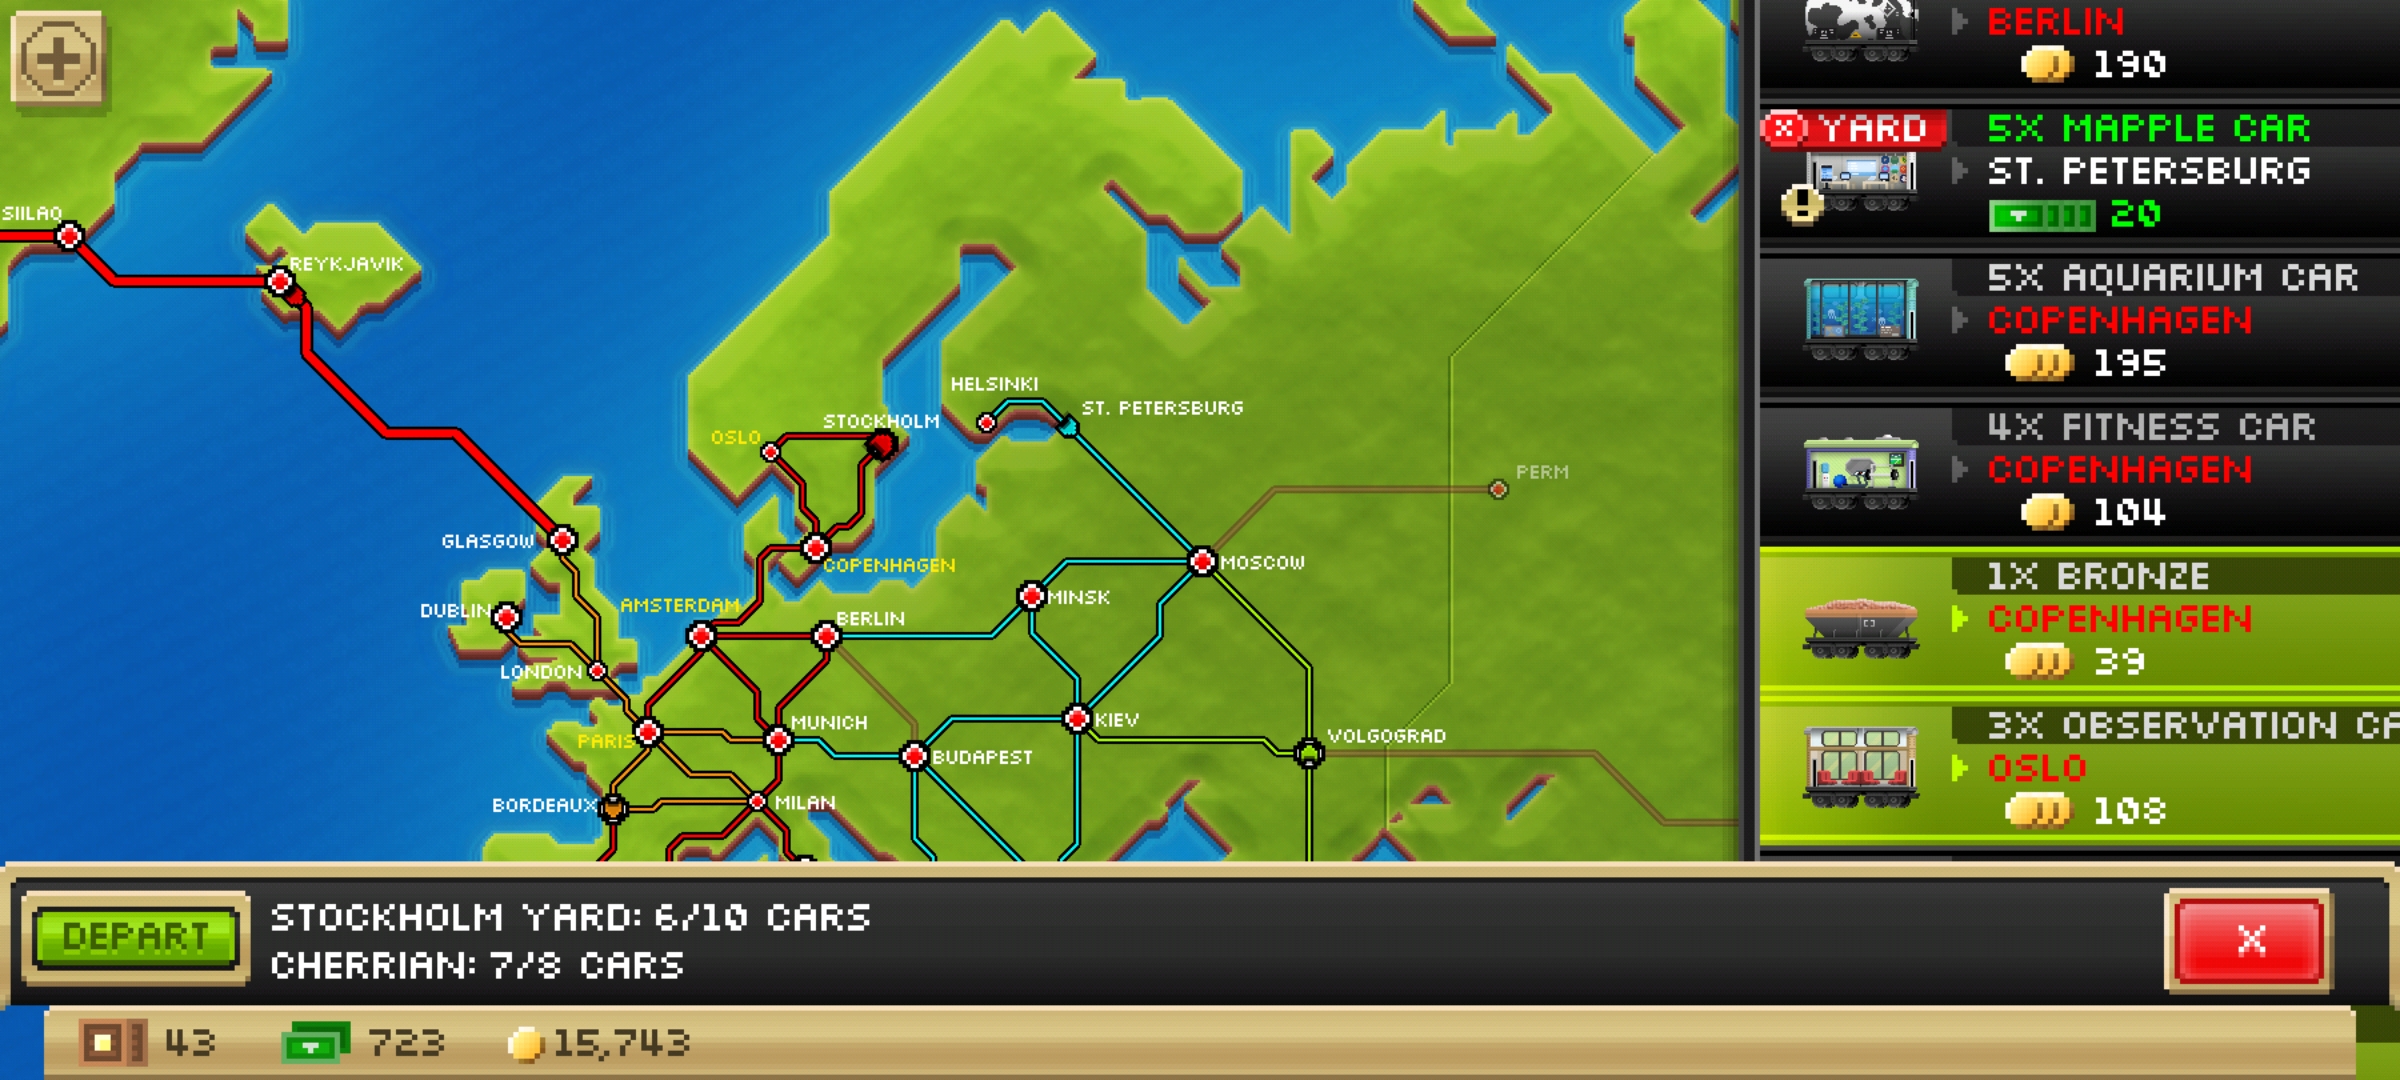 SIILAQ
REYKJAVIK
HELSINKI
ST. PETERSBURG
STOCKHOLM
OSLO
PERM
GLASGOW
COPENHAGEN
MOSCOW
DUBLIN
AMSTERDAM
BERLIN
MINSK
LONDON
MUNICH
KIEV
PARIS
BUDAPEST
VOLGOGRAD
BORDEAUX
MILAN
BERLIN
190
YARD
5X MAPPLE CAR
ST. PETERSBURG
20
5X AQUARIUM CAR
COPENHAGEN
195
4X FITNESS CAR
COPENHAGEN
104
1X BRONZE
COPENHAGEN
39
3X OBSERVATION CA
OSLO
108
DEPART
STOCKHOLM YARD: 6/10 CARS
CHERRIAN: 7/8 CARS
X
43
723
15,743